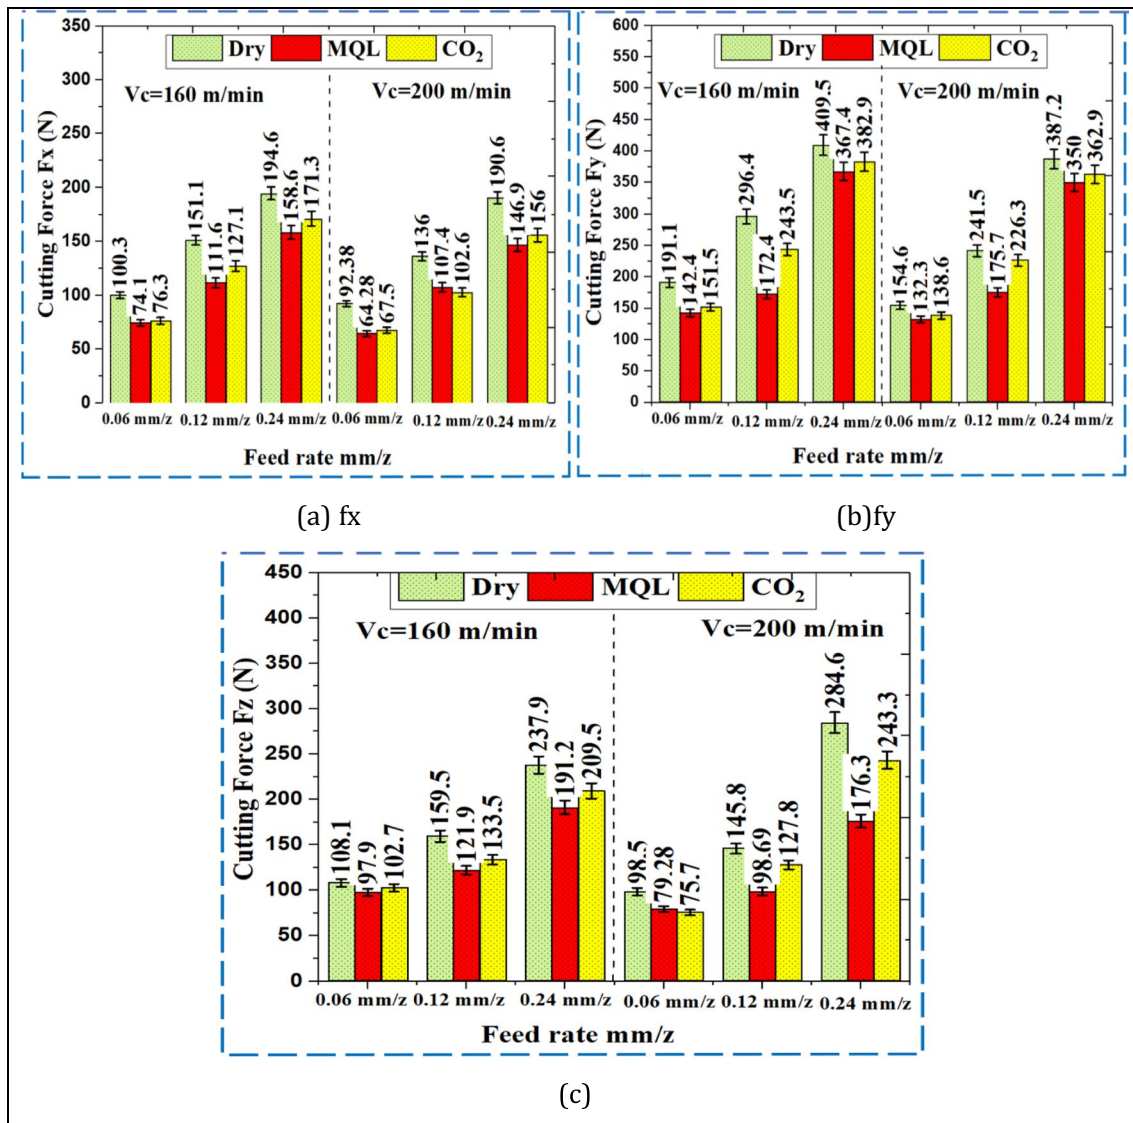 350
300
250
200
150
100
50
0
Cutting Force Fx (N)
Dry MQL CO₂
Vc=160 m/min Vc=200 m/min
100.3 74.1 76.3 151.1 111.6 127.1 194.6 158.6 171.3 92.38 64.28 67.5 136 107.4 102.6 190.6 146.9 156
0.06 mm/z 0.12 mm/z 0.24 mm/z 0.06 mm/z 0.12 mm/z 0.24 mm/z
Feed rate mm/z
(a) fx
600
550
500
450
400
350
300
250
200
150
100
50
0
Cutting Force Fy (N)
Dry MQL CO₂
Vc=160 m/min Vc=200 m/min
191.1 142.4 151.5 296.4 172.4 243.5 409.5 367.4 382.9 154.6 132.3 138.6 241.5 175.7 226.3 387.2 350 362.9
0.06 mm/z 0.12 mm/z 0.24 mm/z 0.06 mm/z 0.12 mm/z 0.24 mm/z
Feed rate mm/z
(b)fy
450
400
350
300
250
200
150
100
50
0
Cutting Force Fz (N)
Dry MQL CO₂
Vc=160 m/min Vc=200 m/min
108.1 97.9 102.7 159.5 121.9 133.5 237.9 191.2 209.5 98.5 79.28 75.7 145.8 98.69 127.8 284.6 176.3 243.3
0.06 mm/z 0.12 mm/z 0.24 mm/z 0.06 mm/z 0.12 mm/z 0.24 mm/z
Feed rate mm/z
(c)